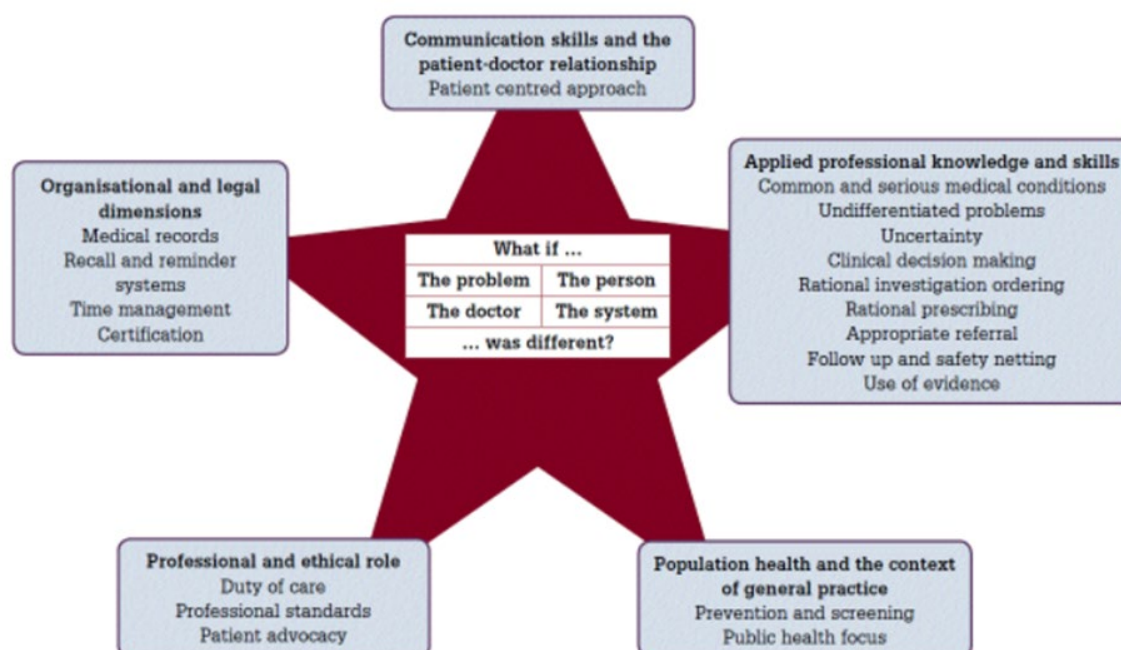 Communication skills and the
patient-doctor relationship
Patient centred approach
Organisational and legal
dimensions
Medical records
Recall and reminder
systems
Time management
Certification
What if ...
The problem The person
The doctor The system
... was different?
Applied professional knowledge and skills
Common and serious medical conditions
Undifferentiated problems
Uncertainty
Clinical decision making
Rational investigation ordering
Rational prescribing
Appropriate referral
Follow up and safety netting
Use of evidence
Professional and ethical role
Duty of care
Professional standards
Patient advocacy
Population health and the context
of general practice
Prevention and screening
Public health focus